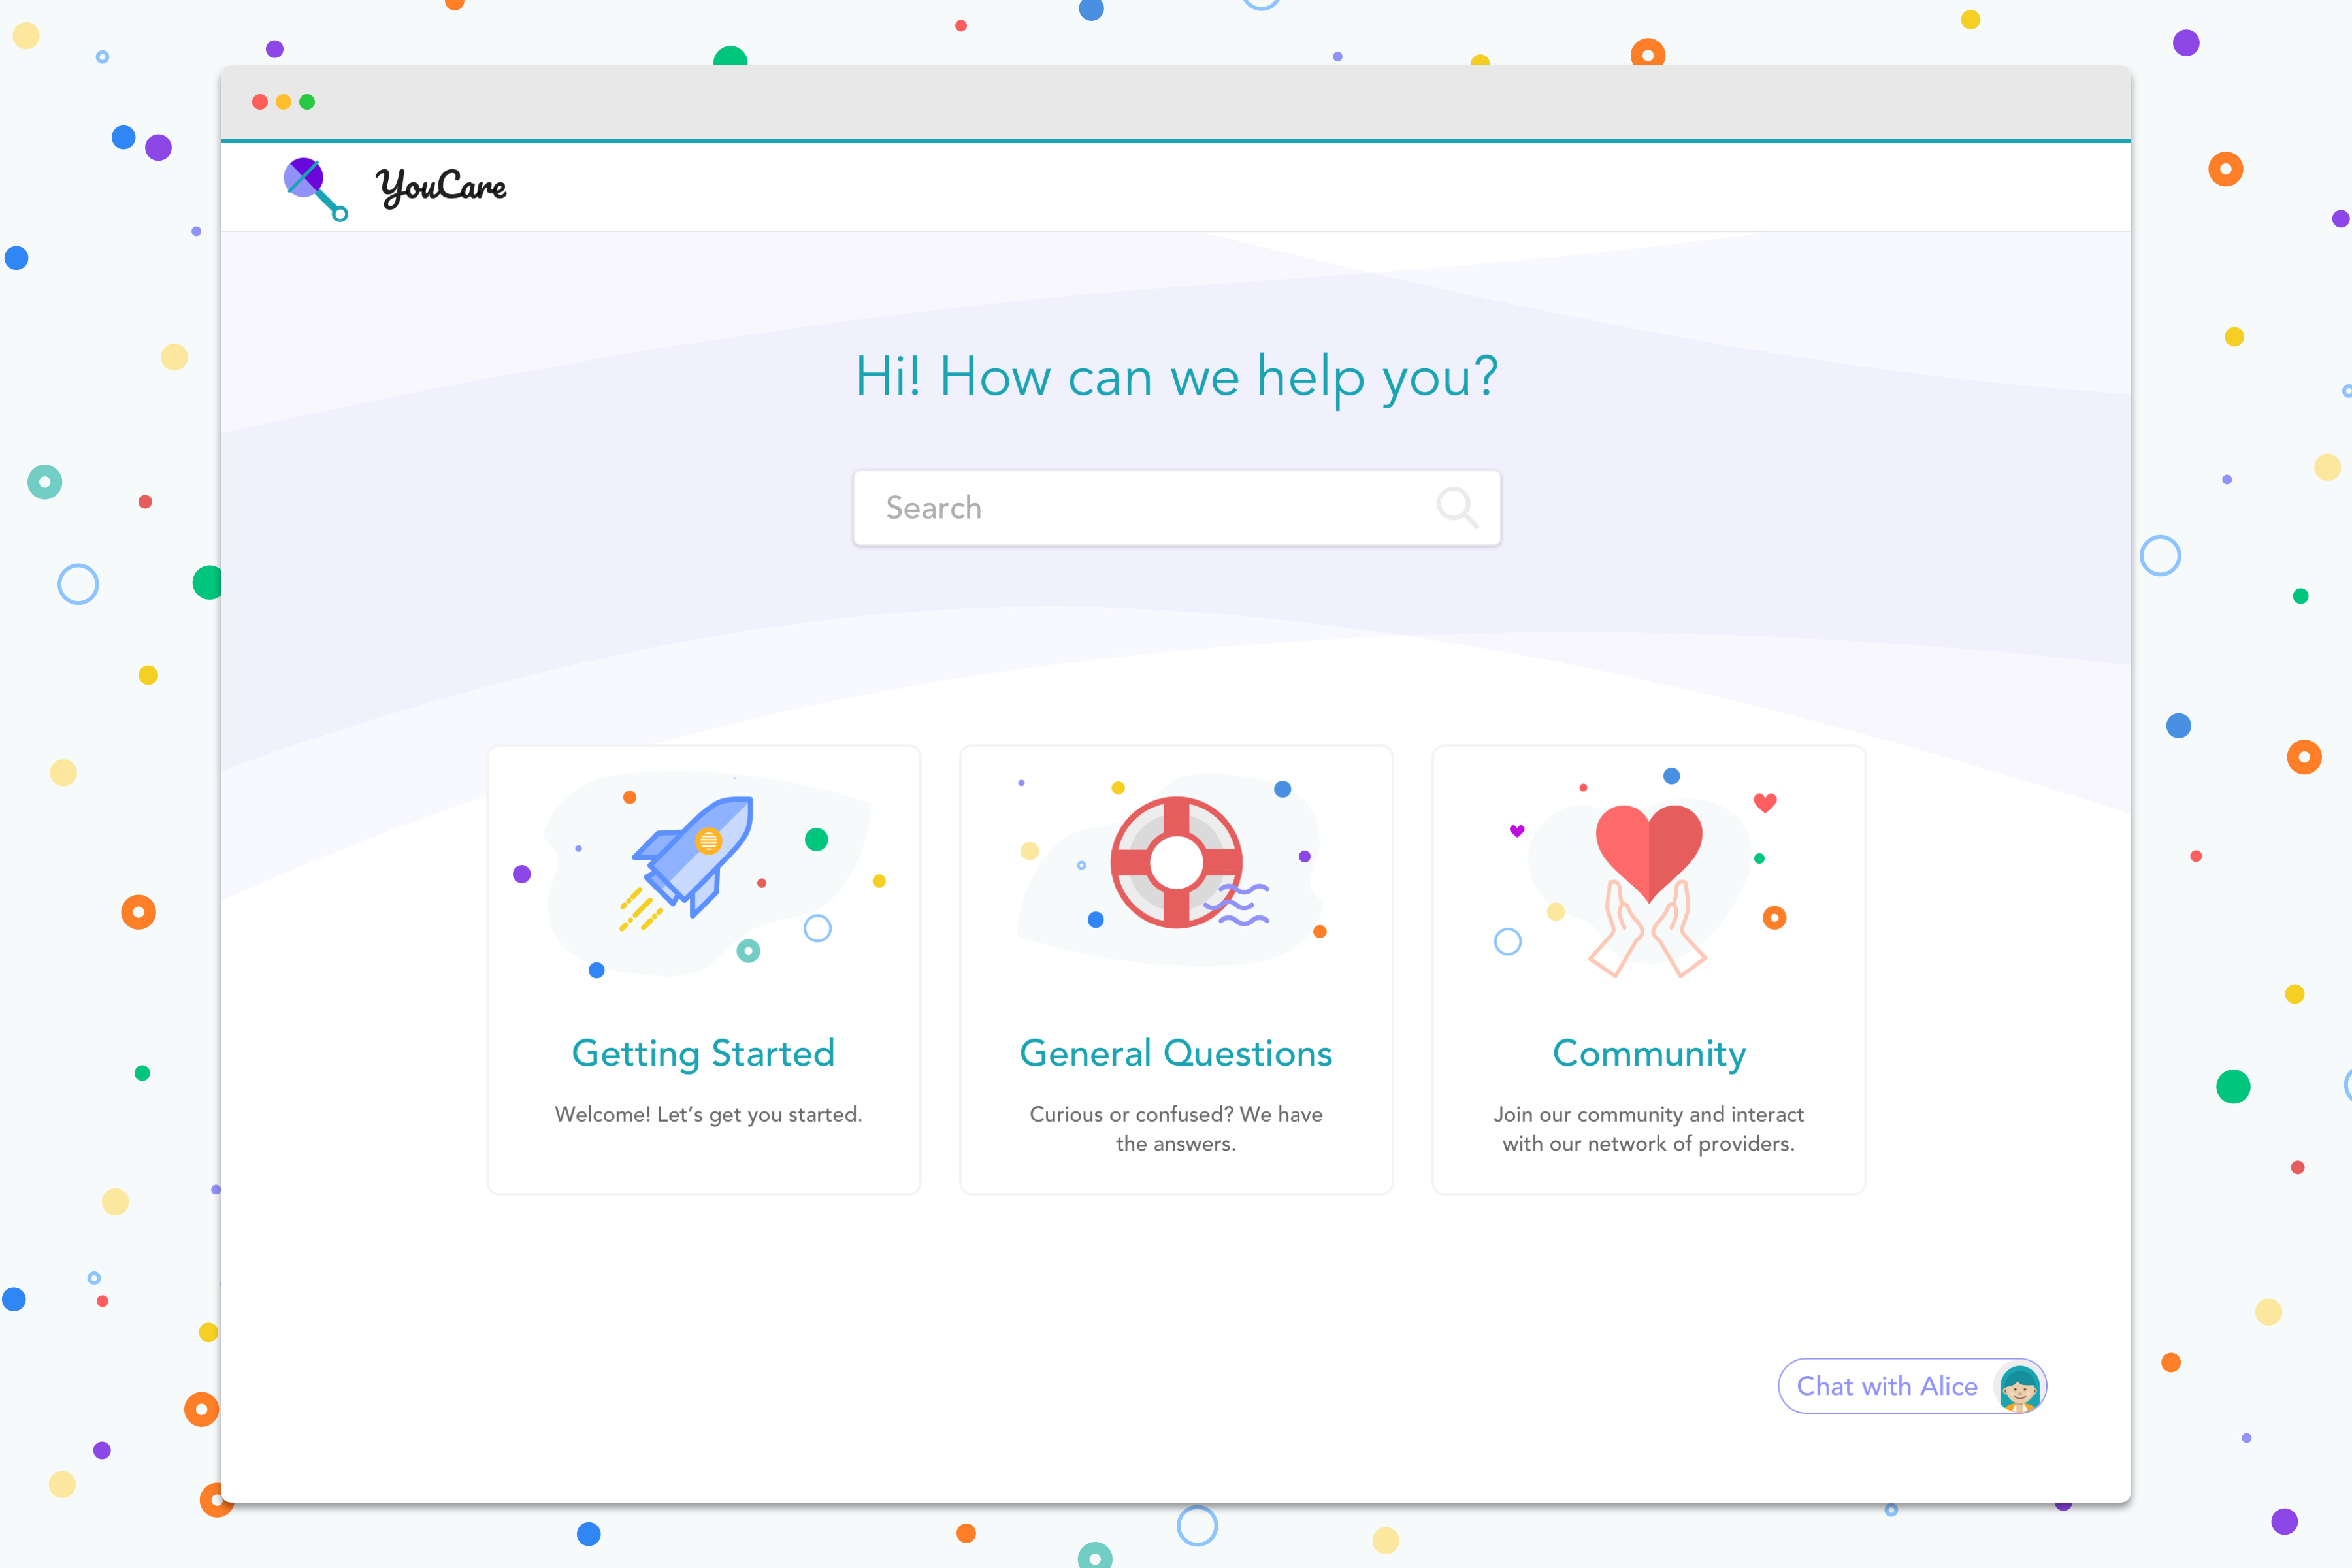 YouCare
Hi! How can we help you?
Search
Getting Started
Welcome! Let’s get you started.
General Questions
Curious or confused? We have
the answers.
Community
Join our community and interact
with our network of providers.
Chat with Alice